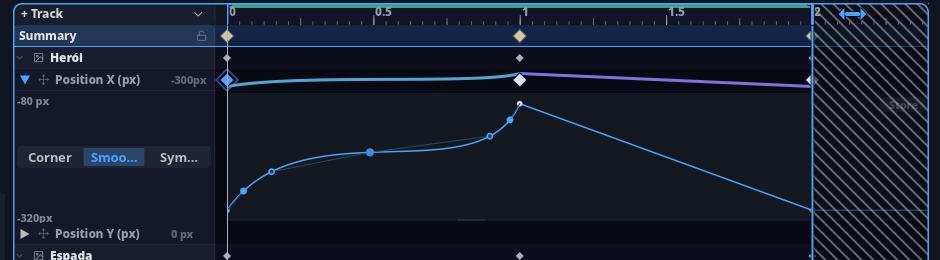 + Track 0 0.5 1 1.5 2
Summary
Heról
Position X (px) -300px
-80 px
Store
Corner Smoo... Sym...
-320px
Position Y (px) 0 px
Espada